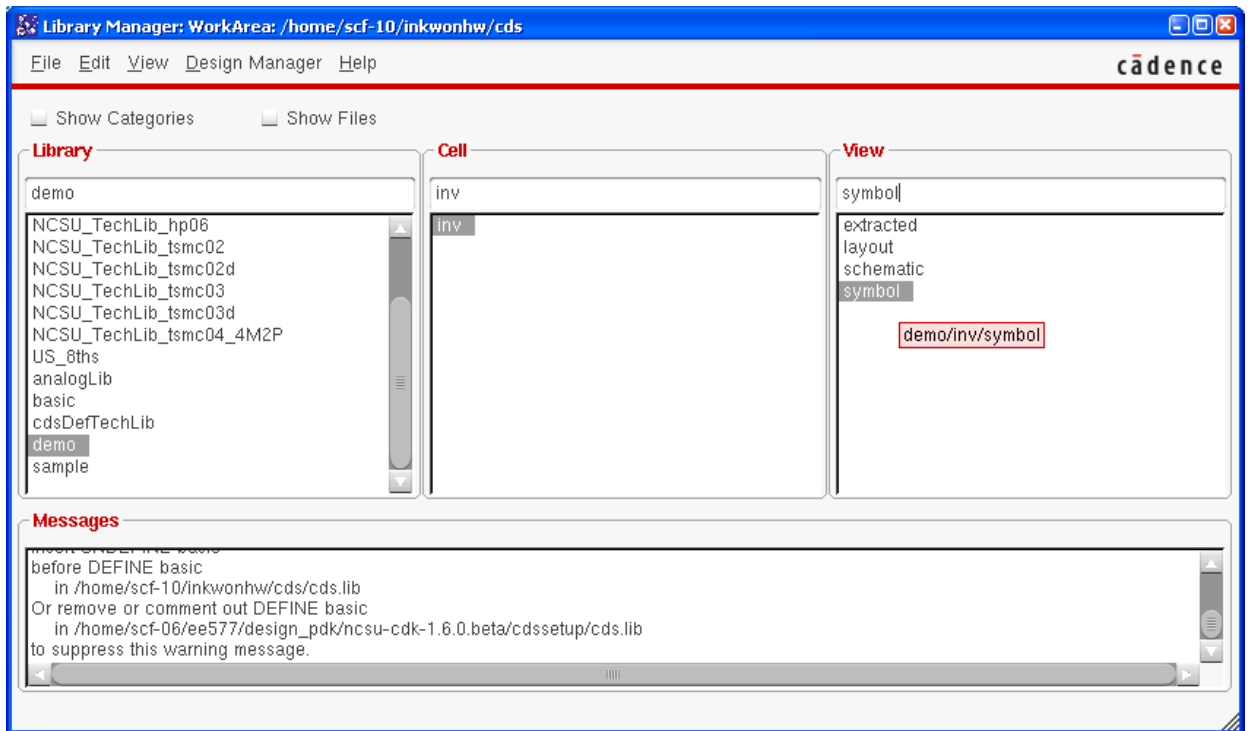 Library Manager: WorkArea: /home/scf-10/inkwonhw/cds
File Edit View Design Manager Help
cādence
Show Categories Show Files
Library
demo
NCSU_TechLib_hp06
NCSU_TechLib_tsmc02
NCSU_TechLib_tsmc02d
NCSU_TechLib_tsmc03
NCSU_TechLib_tsmc03d
NCSU_TechLib_tsmc04_4M2P
US_8ths
analogLib
basic
cdsDefTechLib
demo
sample
Cell
inv
inv
View
symbol
extracted
layout
schematic
symbol
demo/inv/symbol
Messages
insert UNDEFINE basic
before DEFINE basic
in /home/scf-10/inkwonhw/cds/cds.lib
Or remove or comment out DEFINE basic
in /home/scf-06/ee577/design_pdk/ncsu-cdk-1.6.0.beta/cdssetup/cds.lib
to suppress this warning message.